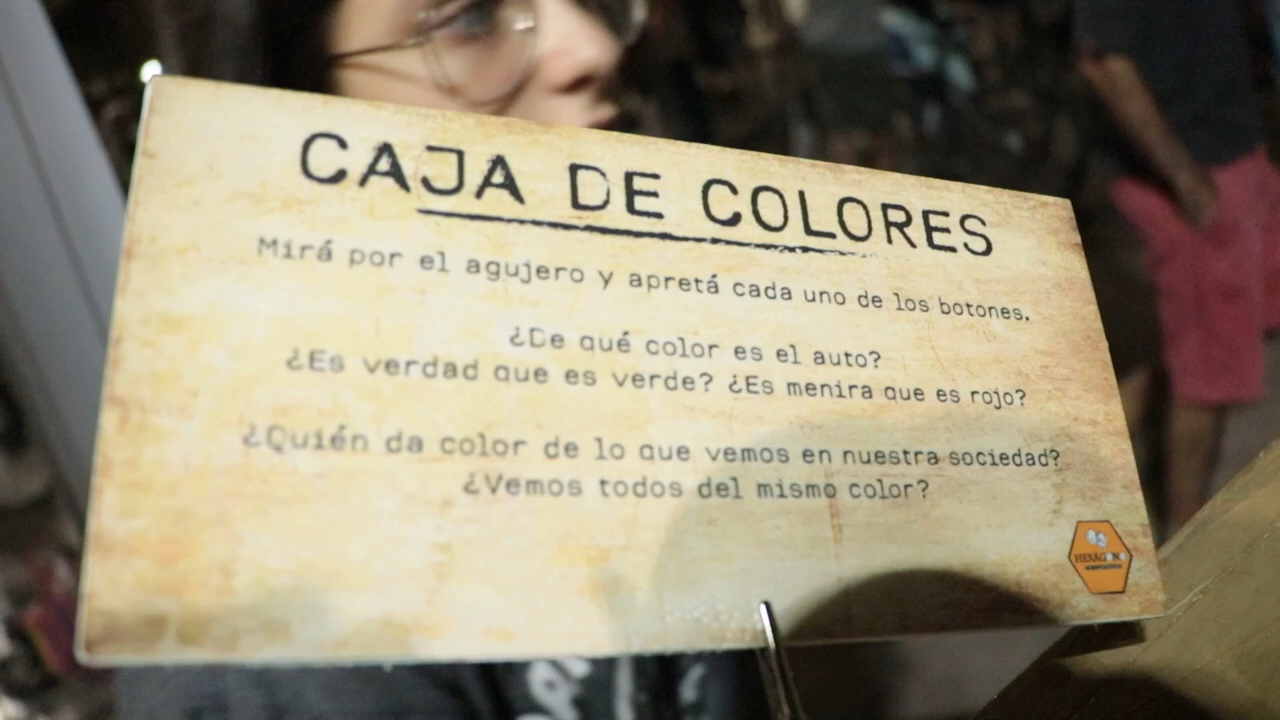 CAJA DE COLORES
Mirá por el agujero y apretá cada uno de los botones.
¿De qué color es el auto?
¿Es verdad que es verde? ¿Es menira que es rojo?
¿Quién da color de lo que vemos en nuestra sociedad?
¿Vemos todos del mismo color?
HEXÁGONO